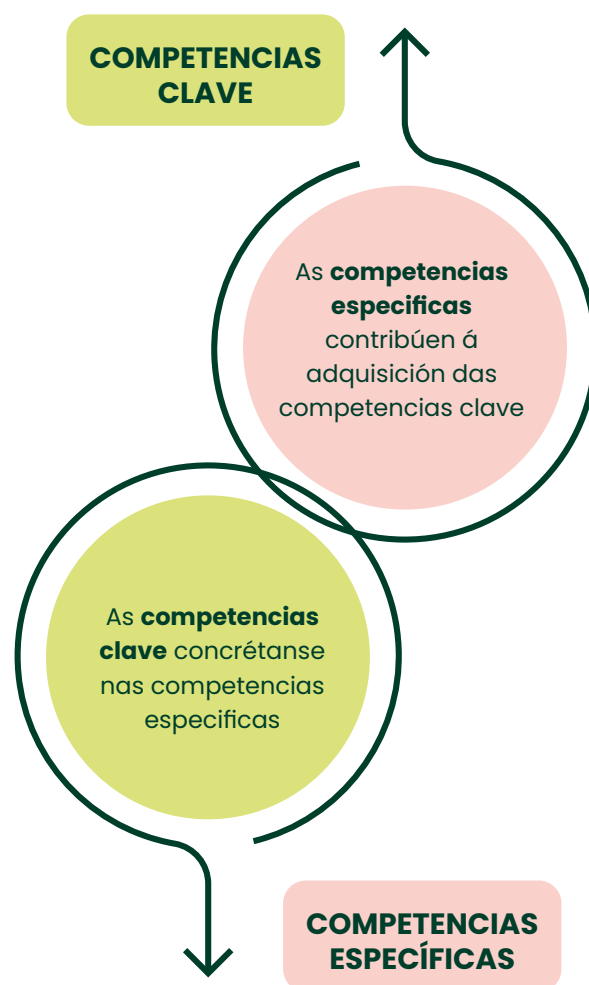 COMPETENCIAS
CLAVE
As competencias
especificas
contribúen á
adquisición das
competencias clave
As competencias
clave concrétanse
nas competencias
especificas
COMPETENCIAS
ESPECÍFICAS